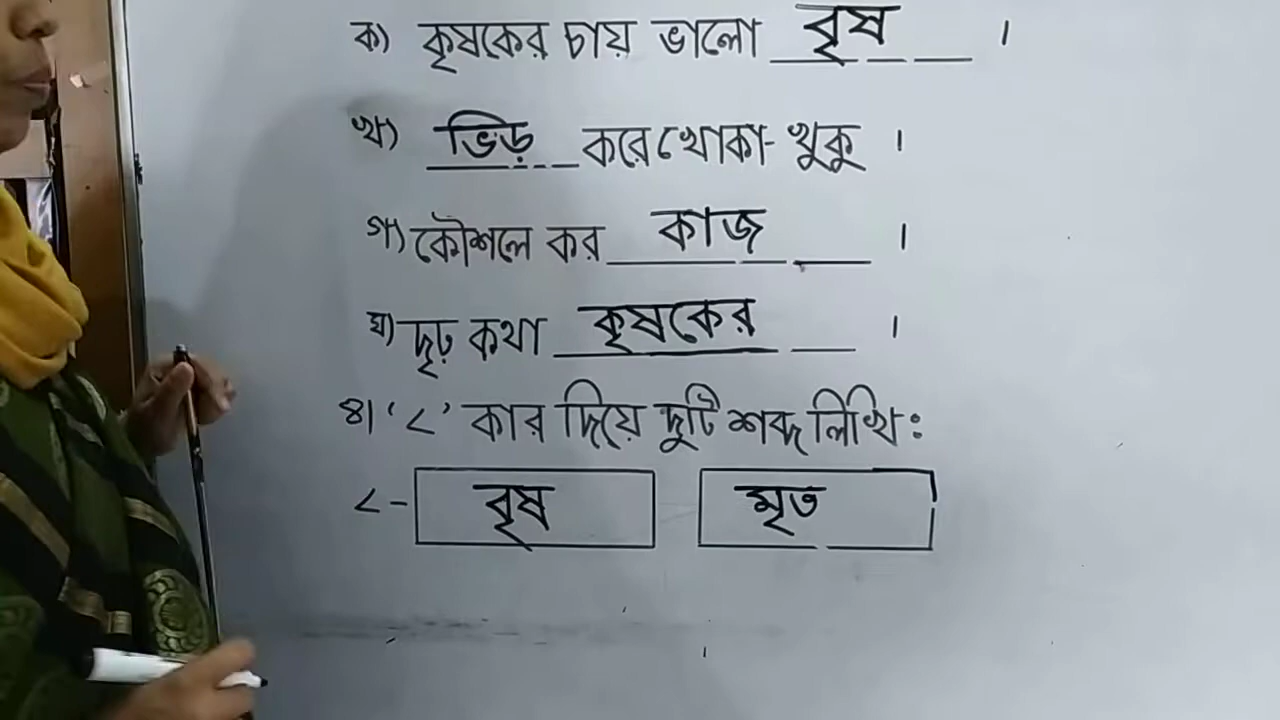 ক) কৃষকের চায় ভালো বৃষ ।
খ) ভিড় করে খোকা-খুকু ।
গ) কৌশলে কর কাজ ।
ঘ) দৃঢ় কথা কৃষকের ।
৪। 'ৃ' কার দিয়ে দুটি শব্দ লিখি:
ৃ- বৃষ মৃত